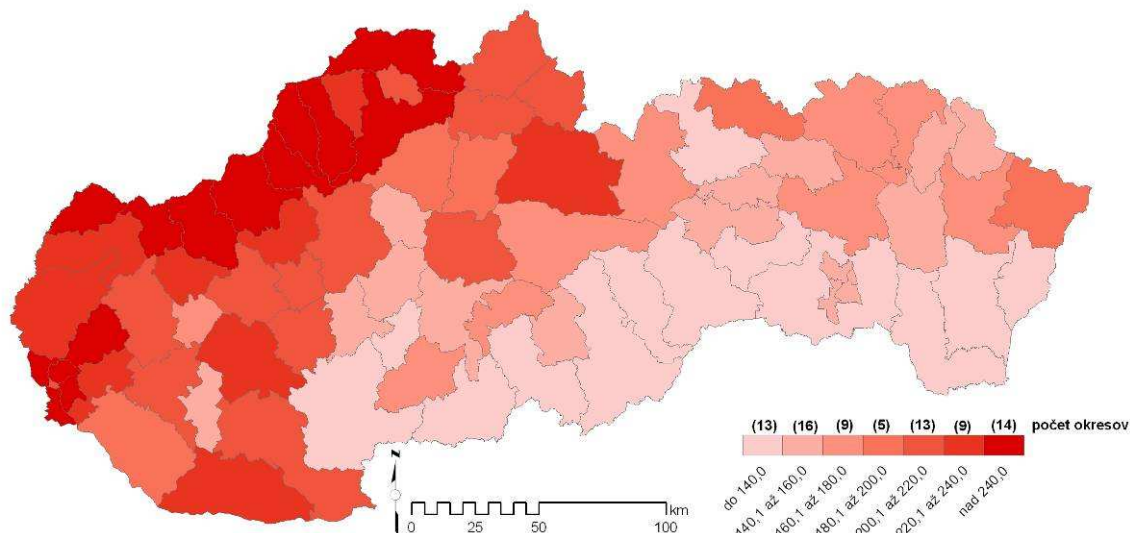 (13) (16) (9) (5) (13) (9) (14) počet okresov
do 140,0
140,1 až 160,0
160,1 až 180,0
180,1 až 200,0
200,1 až 220,0
220,1 až 240,0
nad 240,0
N
km
0 25 50 100